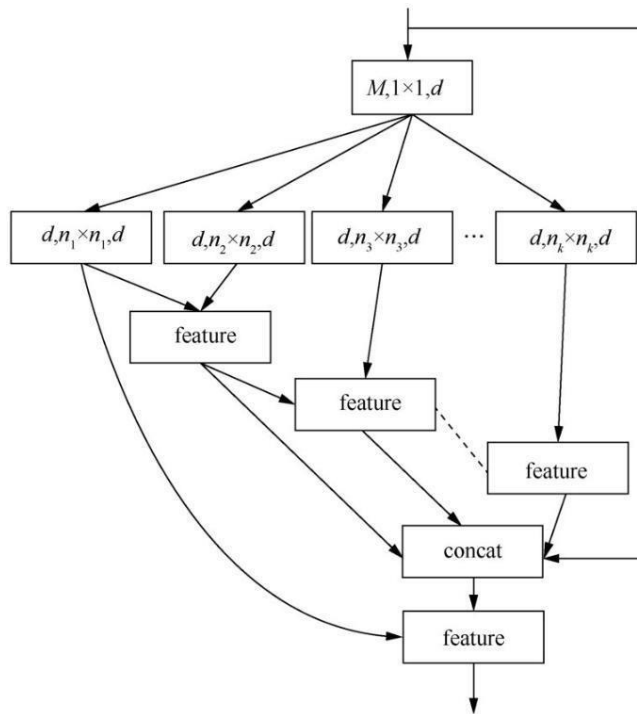 M,1×1,d
d,n₁×n₁,d
d,n₂×n₂,d
d,n₃×n₃,d
...
d,nₖ×nₖ,d
feature
feature
feature
concat
feature